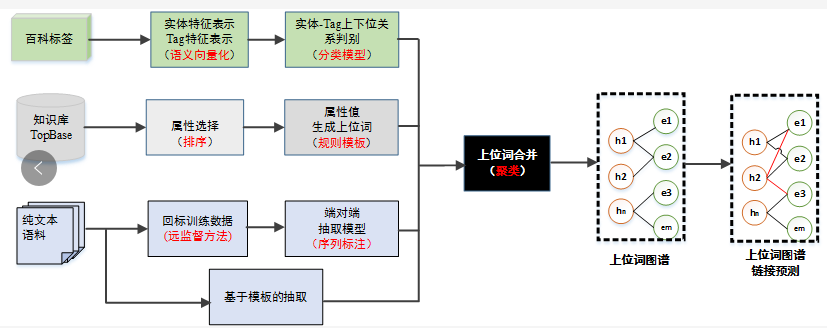 百科标签
实体特征表示
Tag特征表示
（语义向量化）
实体-Tag上下位关
系判别
（分类模型）
知识库
TopBase
属性选择
（排序）
属性值
生成上位词
（规则模板）
纯文本
语料
回标训练数据
(远监督方法)
端对端
抽取模型
（序列标注）
基于模板的抽取
上位词合并
（聚类）
h1
h2
hn
e1
e2
e3
em
上位词图谱
h1
h2
hn
e1
e2
e3
em
上位词图谱
链接预测